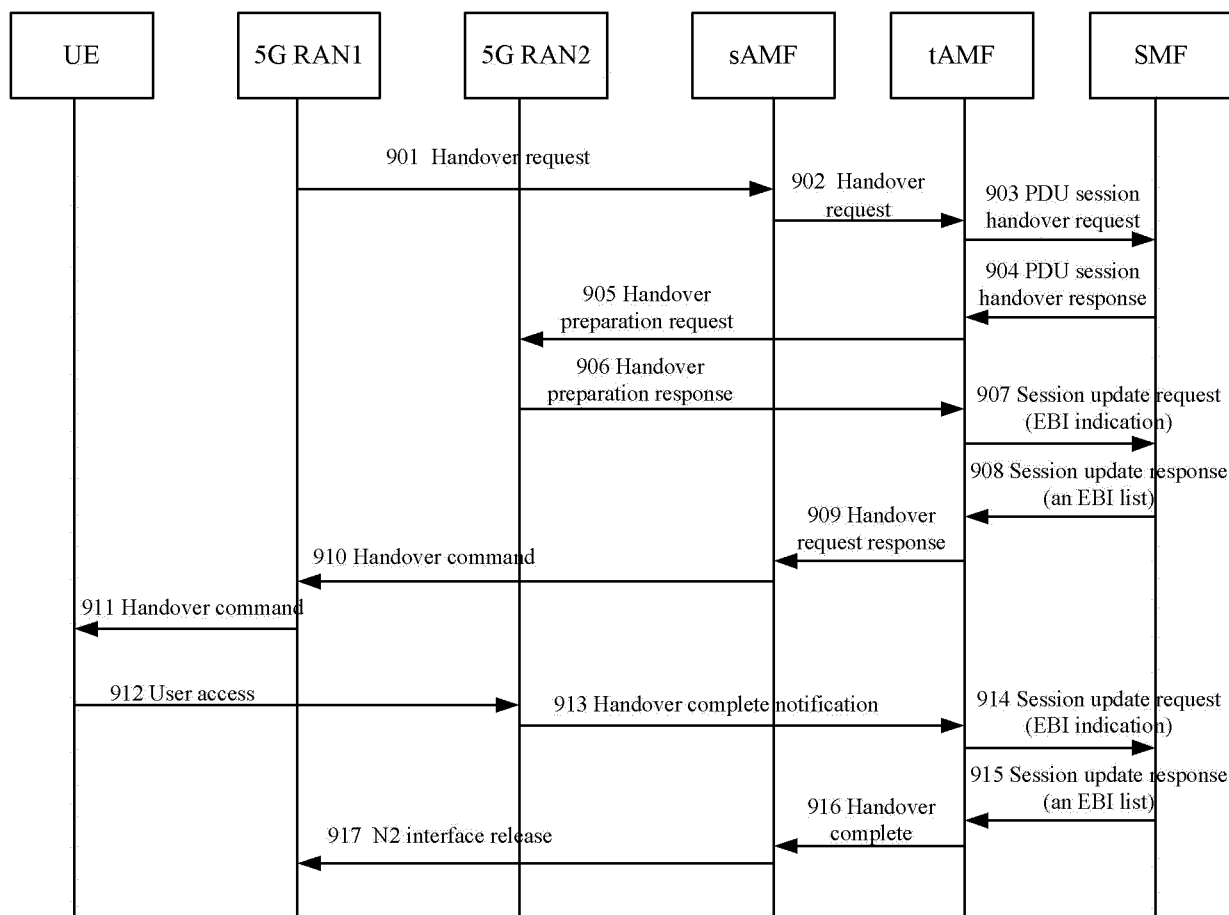 UE
5G RAN1
5G RAN2
sAMF
tAMF
SMF
901 Handover request
902 Handover
request
903 PDU session
handover request
904 PDU session
handover response
905 Handover
preparation request
906 Handover
preparation response
907 Session update request
(EBI indication)
908 Session update response
(an EBI list)
909 Handover
request response
910 Handover command
911 Handover command
912 User access
913 Handover complete notification
914 Session update request
(EBI indication)
915 Session update response
(an EBI list)
916 Handover
complete
917 N2 interface release